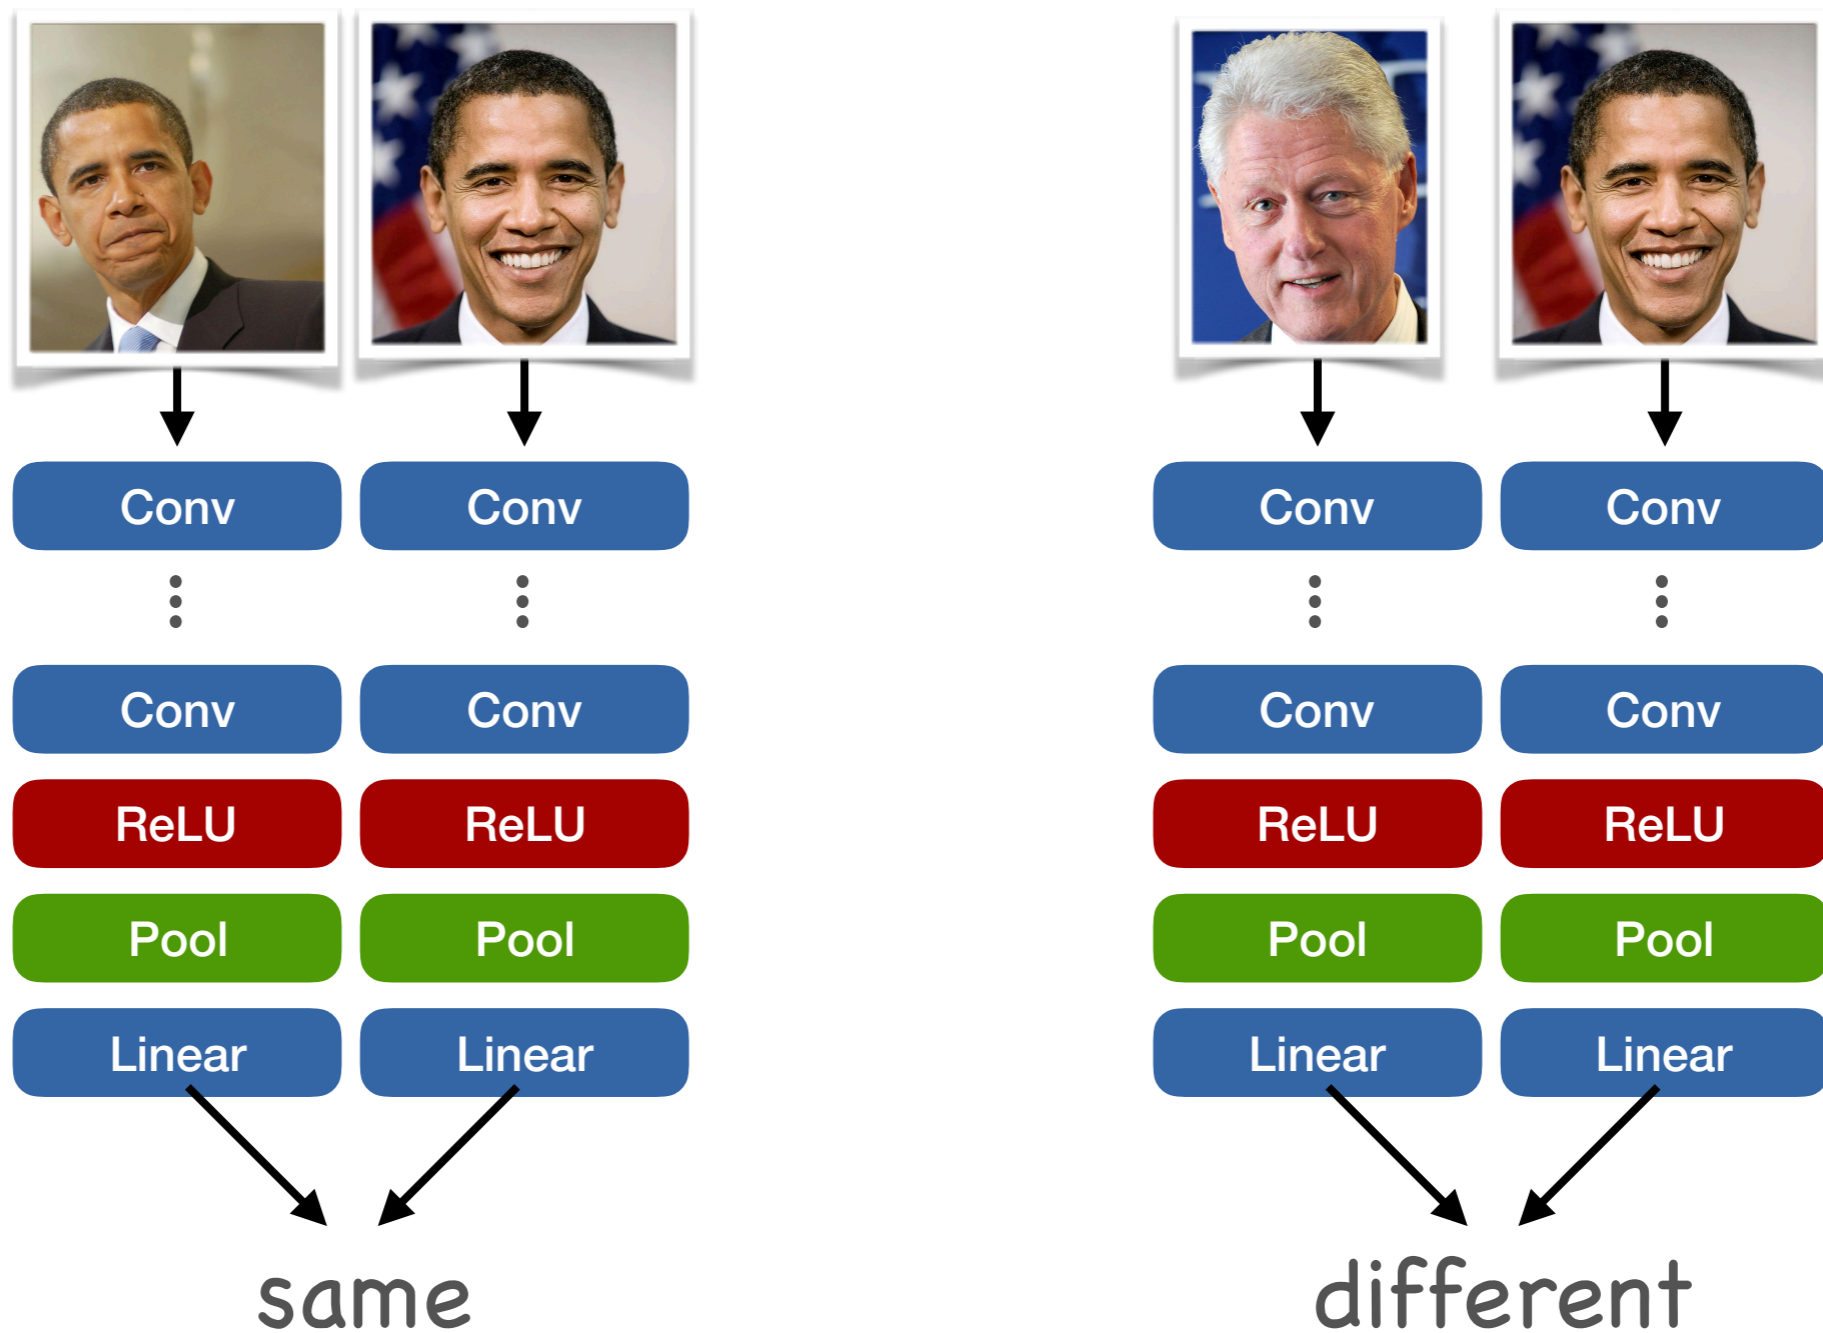 Conv Conv Conv Conv
Conv Conv Conv Conv
ReLU ReLU ReLU ReLU
Pool Pool Pool Pool
Linear Linear Linear Linear
same different